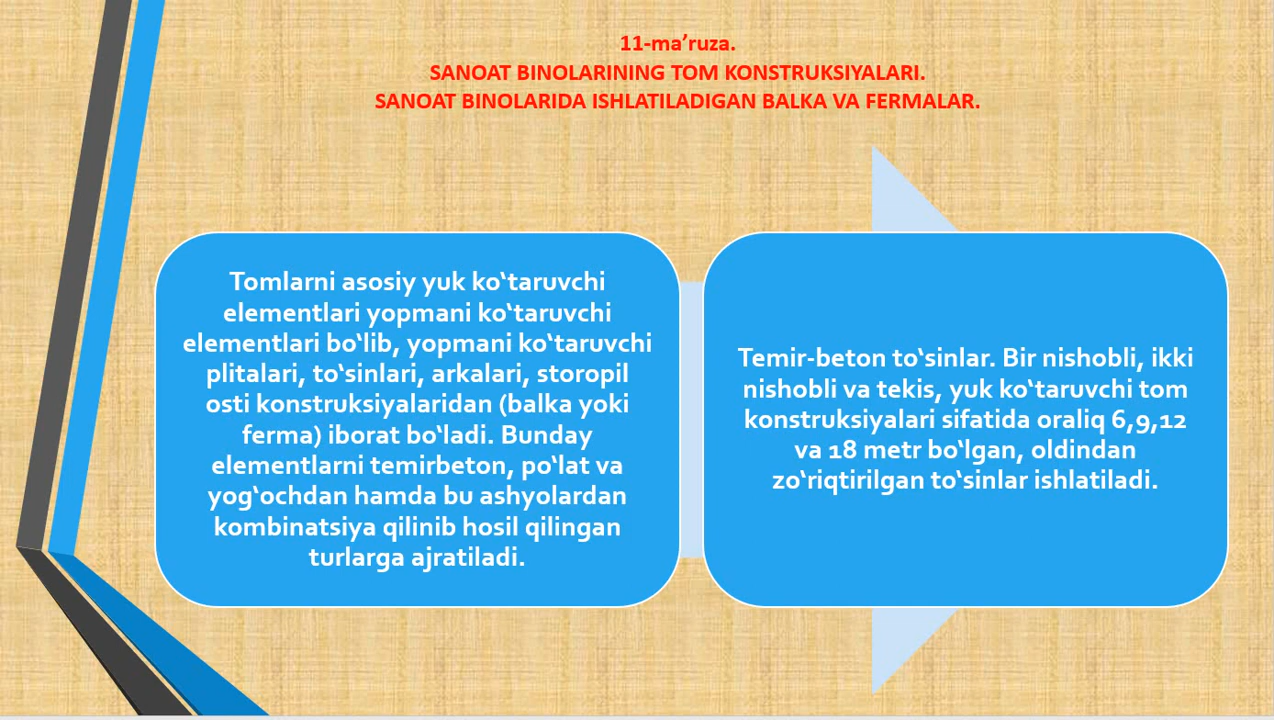 11-ma’ruza.
SANOAT BINOLARINING TOM KONSTRUKSIYALARI.
SANOAT BINOLARIDA ISHLATILADIGAN BALKA VA FERMALAR.
Tomlarni asosiy yuk ko‘taruvchi
elementlari yopmani ko‘taruvchi
elementlari bo‘lib, yopmani ko‘taruvchi
plitalari, to‘sinlari, arkalari, storopil
osti konstruksiyalaridan (balka yoki
ferma) iborat bo‘ladi. Bunday
elementlarni temirbeton, po‘lat va
yog‘ochdan hamda bu ashyolardan
kombinatsiya qilinib hosil qilingan
turlarga ajratiladi.
Temir-beton to‘sinlar. Bir nishobli, ikki
nishobli va tekis, yuk ko‘taruvchi tom
konstruksiyalari sifatida oraliq 6,9,12
va 18 metr bo‘lgan, oldindan
zo‘riqtirilgan to‘sinlar ishlatiladi.